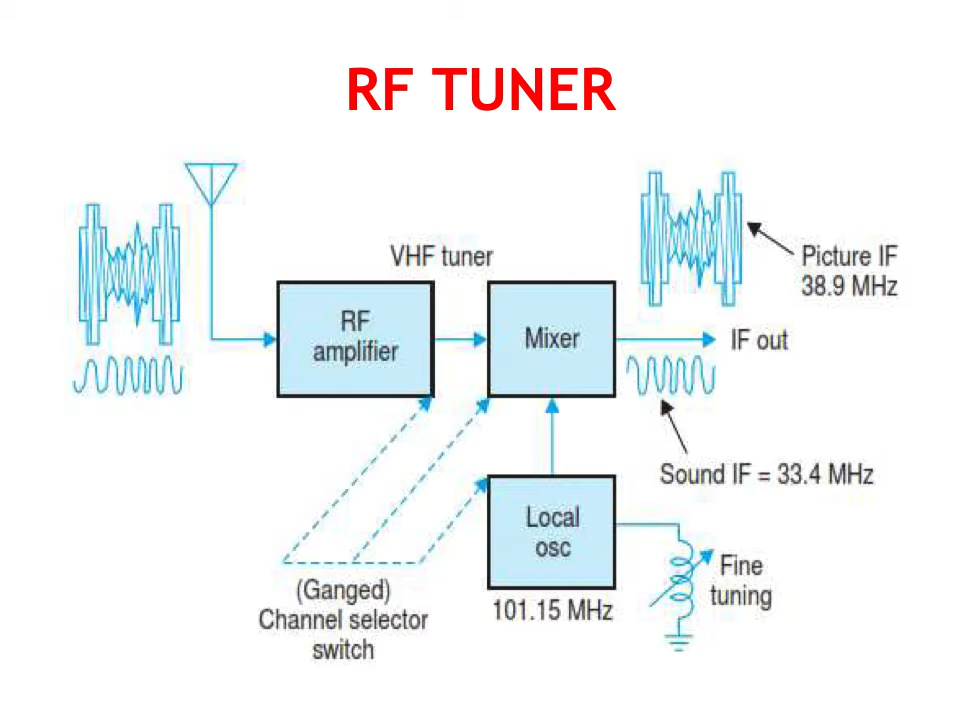 RF TUNER
VHF tuner
Picture IF
38.9 MHz
RF
amplifier
Mixer
IF out
Sound IF = 33.4 MHz
Local
osc
Fine
tuning
101.15 MHz
(Ganged)
Channel selector
switch